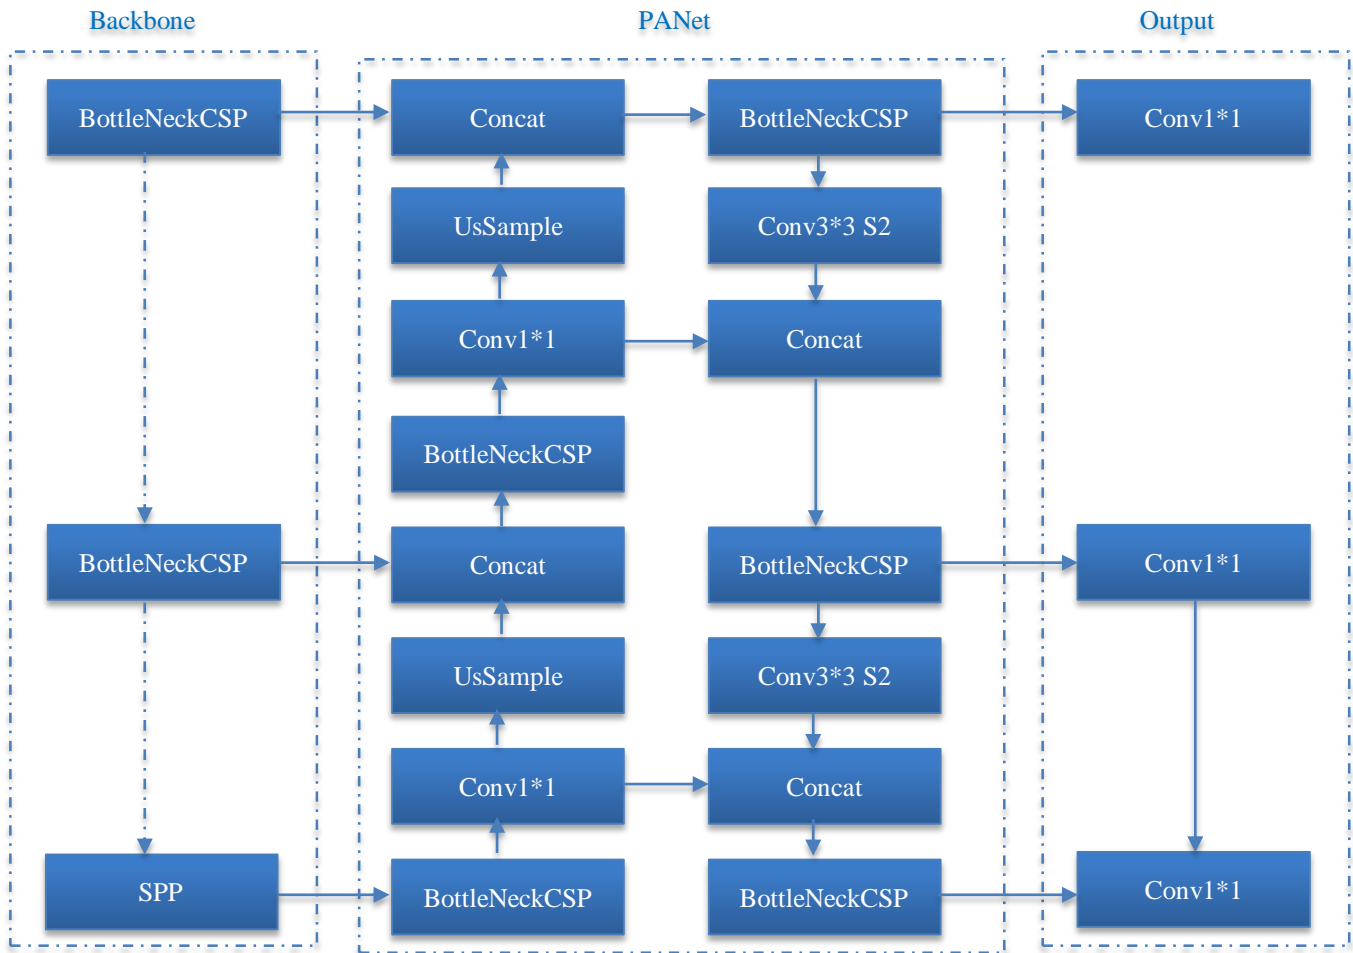 Backbone
PANet
Output
BottleNeckCSP
Concat
BottleNeckCSP
Conv1*1
UsSample
Conv3*3 S2
Conv1*1
Concat
BottleNeckCSP
BottleNeckCSP
Concat
BottleNeckCSP
Conv1*1
UsSample
Conv3*3 S2
Conv1*1
Concat
SPP
BottleNeckCSP
BottleNeckCSP
Conv1*1